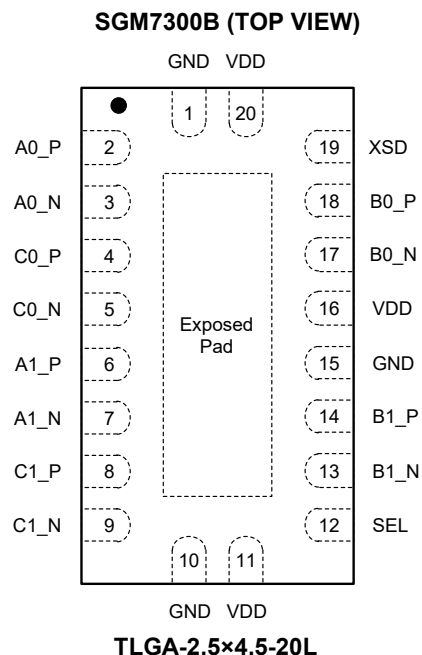 SGM7300B (TOP VIEW)
GND VDD
1 20
A0_P 2 19 XSD
A0_N 3 18 B0_P
C0_P 4 17 B0_N
C0_N 5 16 VDD
Exposed
Pad
A1_P 6 15 GND
A1_N 7 14 B1_P
C1_P 8 13 B1_N
C1_N 9 12 SEL
10 11
GND VDD
TLGA-2.5×4.5-20L